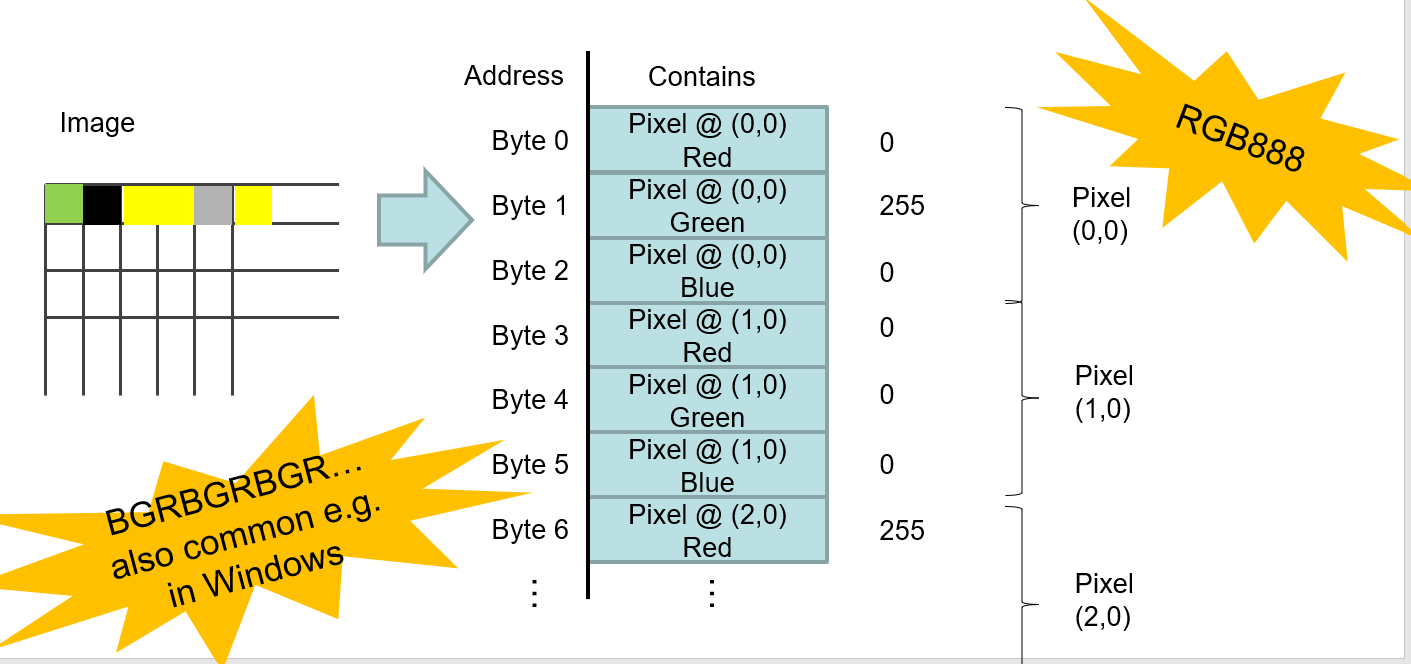 Image
Address
Contains
Byte 0
Pixel @ (0,0)
Red
0
Byte 1
Pixel @ (0,0)
Green
255
Byte 2
Pixel @ (0,0)
Blue
0
Byte 3
Pixel @ (1,0)
Red
0
Byte 4
Pixel @ (1,0)
Green
0
Byte 5
Pixel @ (1,0)
Blue
0
Byte 6
Pixel @ (2,0)
Red
255
⋮
⋮
Pixel
(0,0)
Pixel
(1,0)
Pixel
(2,0)
RGB888
BGRBGRBGR…
also common e.g.
in Windows